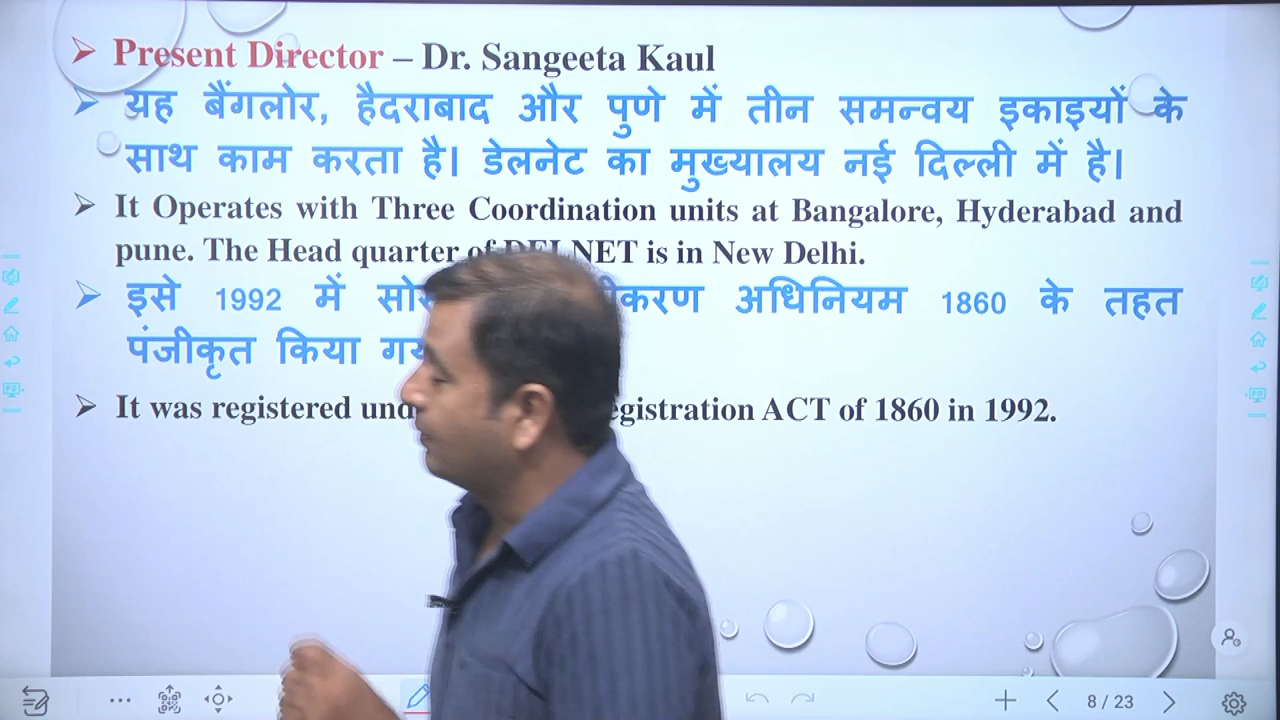 Present Director – Dr. Sangeeta Kaul
यह बैंगलोर, हैदराबाद और पुणे में तीन समन्वय इकाइयों के
साथ काम करता है। डेलनेट का मुख्यालय नई दिल्ली में है।
It Operates with Three Coordination units at Bangalore, Hyderabad and
pune. The Head quarter of DELNET is in New Delhi.
इसे 1992 में अधिनियम 1860 के तहत
पंजीकृत किया
It was registered ACT of 1860 in 1992.
8 / 23